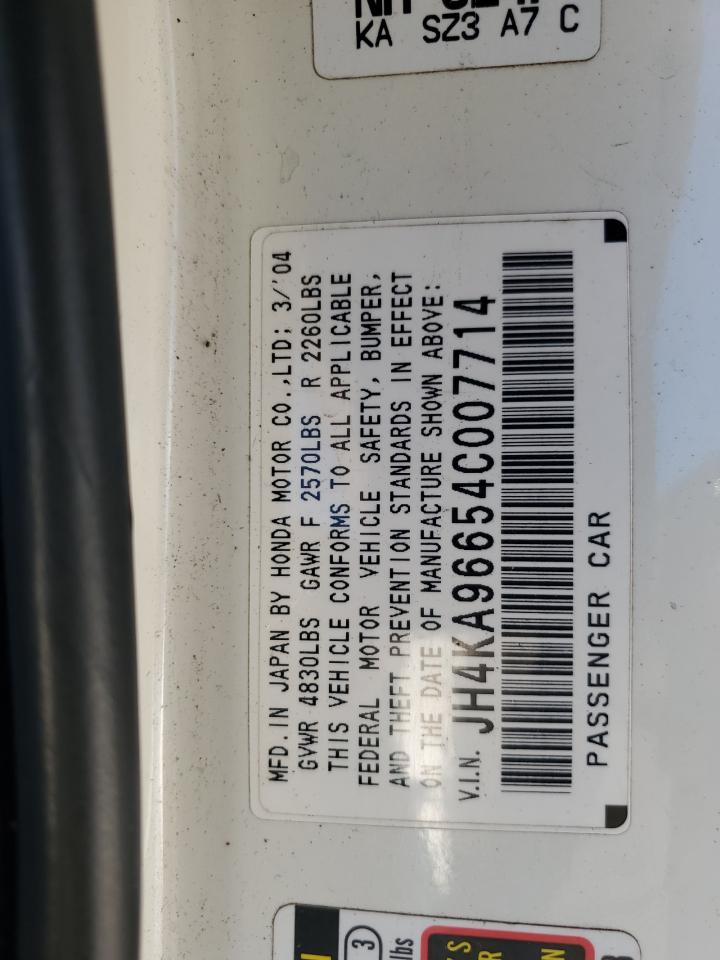 KA SZ3 A7 C
MFD. IN JAPAN BY HONDA MOTOR CO.,LTD; 3/'04
GVWR 4830LBS GAWR F 2570LBS R 2260LBS
THIS VEHICLE CONFORMS TO ALL APPLICABLE
FEDERAL MOTOR VEHICLE SAFETY, BUMPER,
AND THEFT PREVENTION STANDARDS IN EFFECT
ON THE DATE OF MANUFACTURE SHOWN ABOVE:
V.I.N. JH4KA96654C007714
PASSENGER CAR
3
lbs